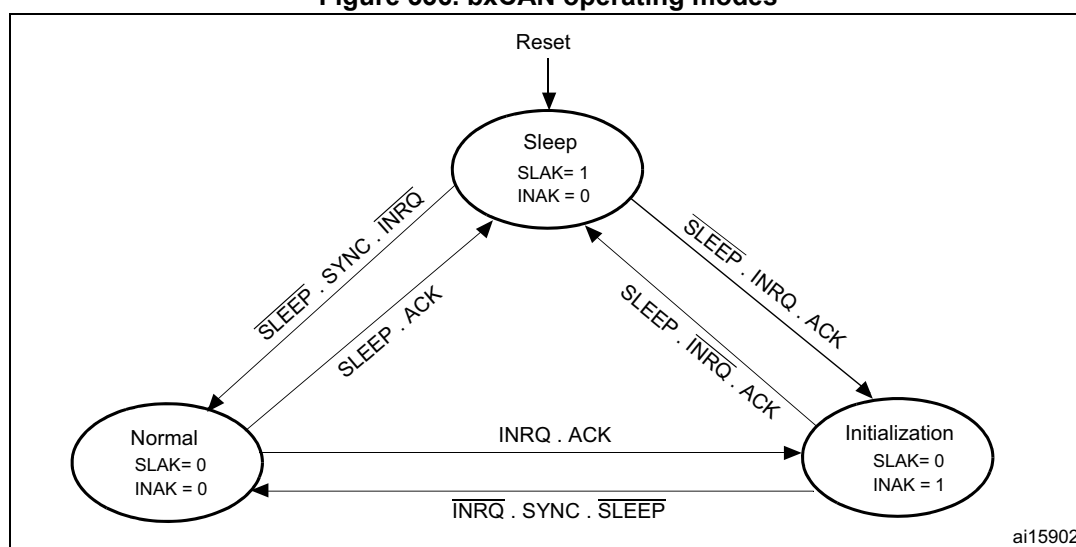 Figure bxCAN operating modes
Reset
Sleep
SLAK= 1
INAK = 0
SLEEP . SYNC . INRQ
SLEEP . ACK
SLEEP . INRQ . ACK
SLEEP . INRQ . ACK
Normal
SLAK= 0
INAK = 0
INRQ . ACK
INRQ . SYNC . SLEEP
Initialization
SLAK= 0
INAK = 1
ai15902